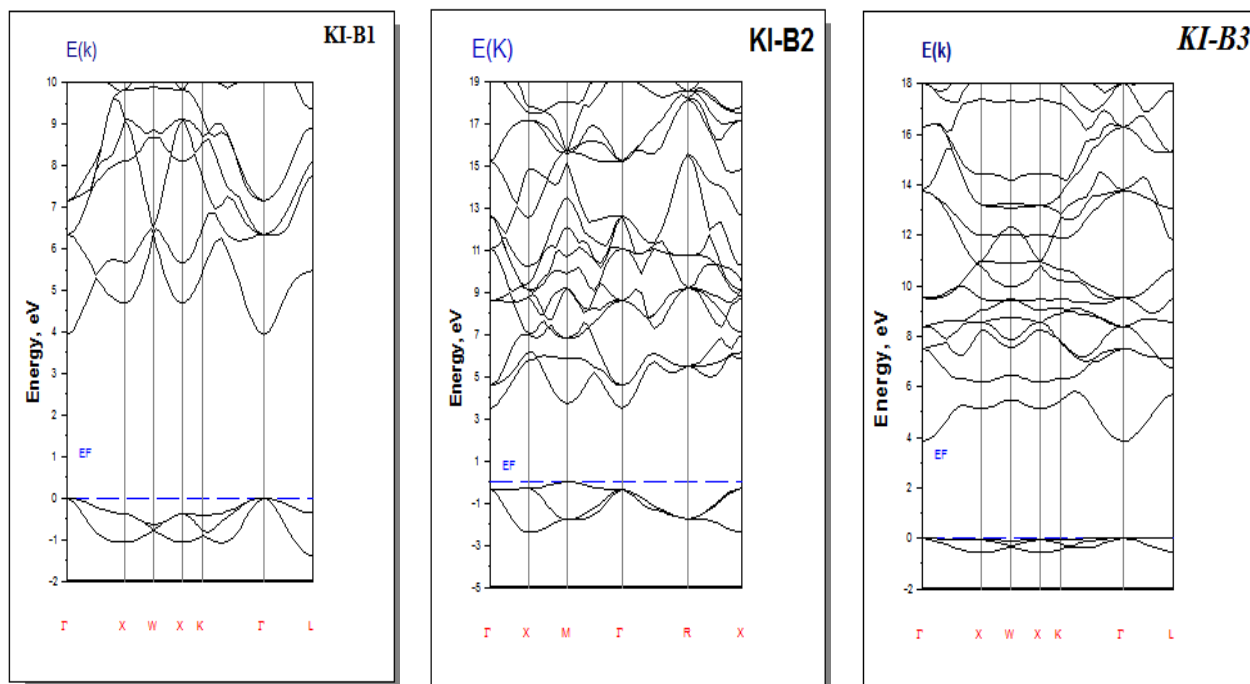 KI-B1
E(k)
Energy, eV
10
9
8
7
6
5
4
3
2
1
0
-1
-2
EF
Γ X W X K Γ L
KI-B2
E(K)
Energy, eV
19
17
15
13
11
9
7
5
3
1
-1
-3
-5
EF
Γ X M Γ R X
KI-B3
E(k)
Energy, eV
18
16
14
12
10
8
6
4
2
0
-2
EF
Γ X W X K Γ L